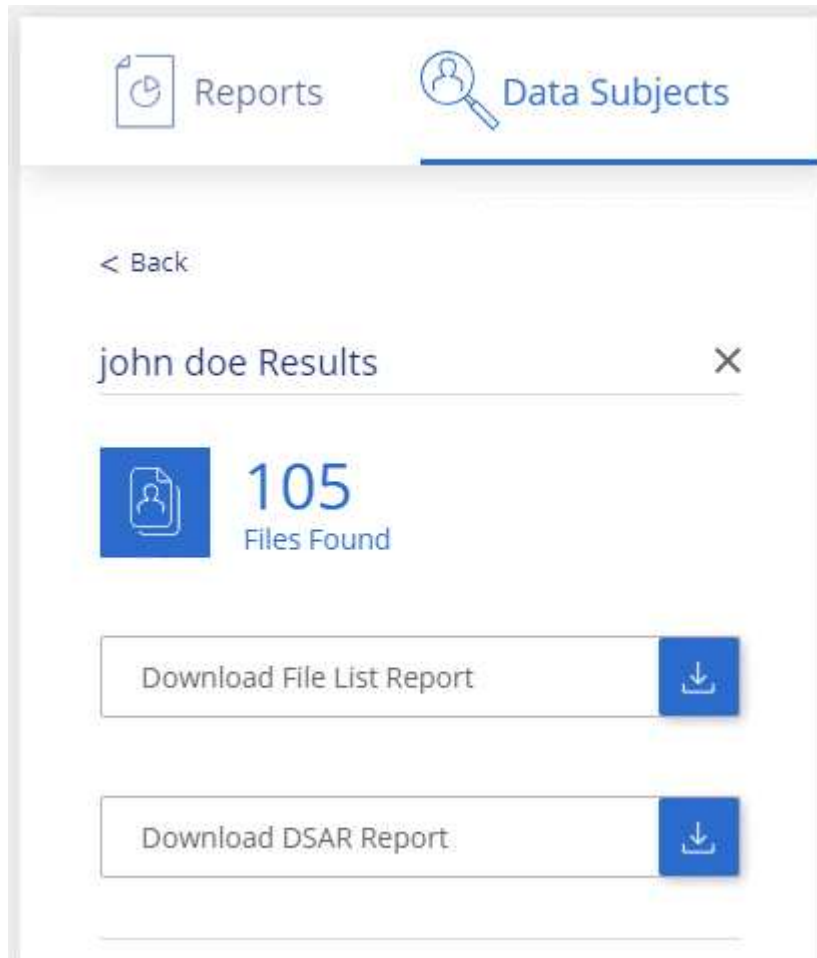 Reports
Data Subjects
< Back
john doe Results
105
Files Found
Download File List Report
Download DSAR Report